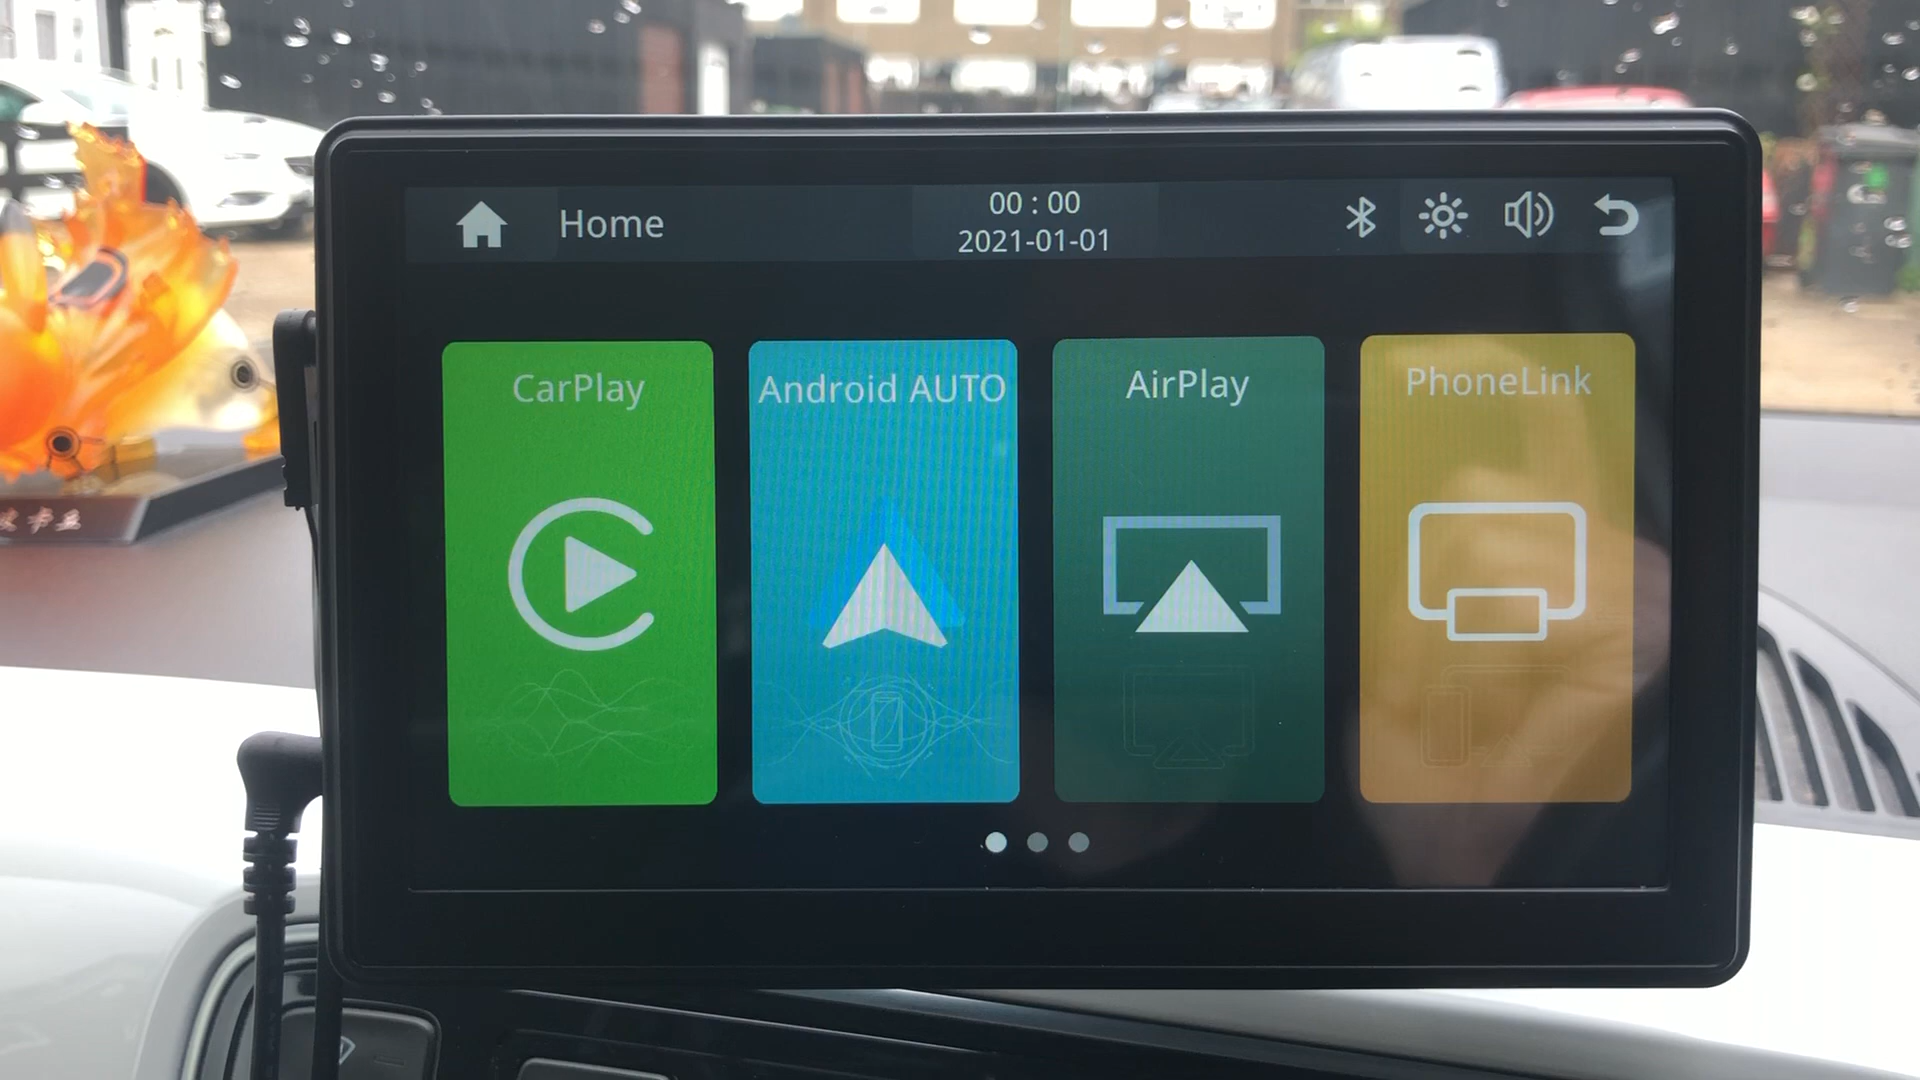 Home
00 : 00
2021-01-01
CarPlay
Android AUTO
AirPlay
PhoneLink